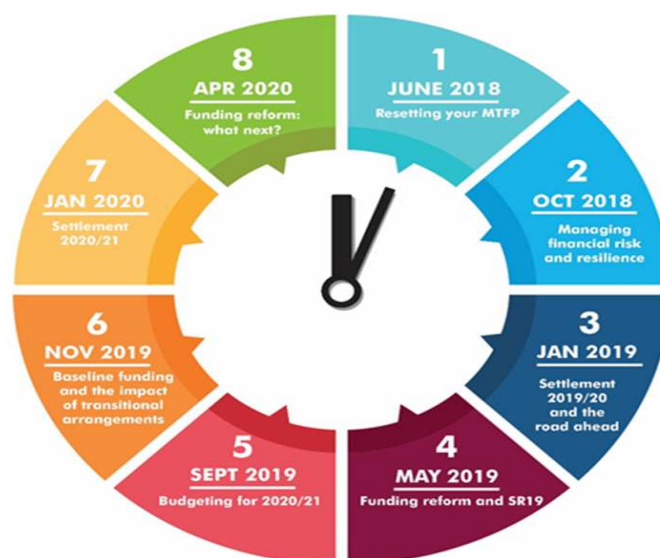 1
JUNE 2018
Resetting your MTFP
2
OCT 2018
Managing
financial risk
and resilience
3
JAN 2019
Settlement
2019/20
and the
road ahead
4
MAY 2019
Funding reform and SR19
5
SEPT 2019
Budgeting for 2020/21
6
NOV 2019
Baseline funding
and the impact
of transitional
arrangements
7
JAN 2020
Settlement
2020/21
8
APR 2020
Funding reform:
what next?